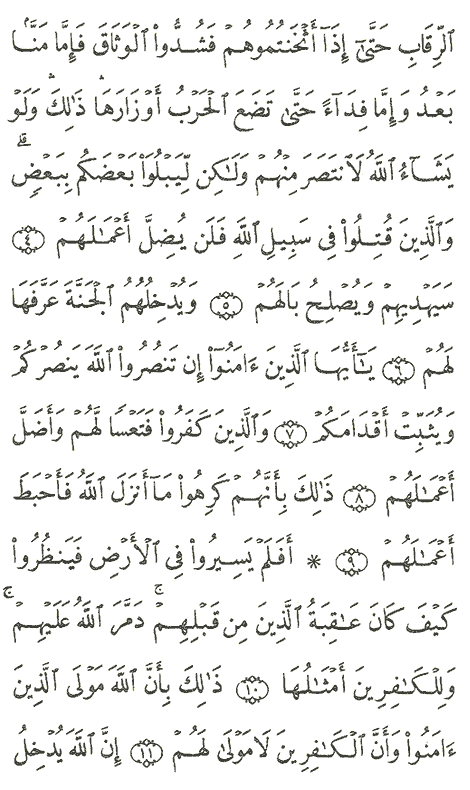 ٱلرِّقَابِ حَتَّىٰٓ إِذَآ أَثۡخَنتُمُوهُمۡ فَشُدُّواْ ٱلۡوَثَاقَ فَإِمَّا مَنَّۢا
بَعۡدُ وَإِمَّا فِدَآءً حَتَّىٰ تَضَعَ ٱلۡحَرۡبُ أَوۡزَارَهَا ذَٰلِكَ وَلَوۡ
يَشَآءُ ٱللَّهُ لَٱنتَصَرَ مِنۡهُمۡ وَلَٰكِن لِّيَبۡلُوَاْ بَعۡضَكُم بِبَعۡضٖۗ
وَٱلَّذِينَ قُتِلُواْ فِي سَبِيلِ ٱللَّهِ فَلَن يُضِلَّ أَعۡمَٰلَهُمۡ ٤
سَيَهۡدِيهِمۡ وَيُصۡلِحُ بَالَهُمۡ ٥ وَيُدۡخِلُهُمُ ٱلۡجَنَّةَ عَرَّفَهَا
لَهُمۡ ٦ يَٰٓأَيُّهَا ٱلَّذِينَ ءَامَنُوٓاْ إِن تَنصُرُواْ ٱللَّهَ يَنصُرۡكُمۡ
وَيُثَبِّتۡ أَقۡدَامَكُمۡ ٧ وَٱلَّذِينَ كَفَرُواْ فَتَعۡسٗا لَّهُمۡ وَأَضَلَّ
أَعۡمَٰلَهُمۡ ٨ ذَٰلِكَ بِأَنَّهُمۡ كَرِهُواْ مَآ أَنزَلَ ٱللَّهُ فَأَحۡبَطَ
أَعۡمَٰلَهُمۡ ٩ * أَفَلَمۡ يَسِيرُواْ فِي ٱلۡأَرۡضِ فَيَنظُرُواْ
كَيۡفَ كَانَ عَٰقِبَةُ ٱلَّذِينَ مِن قَبۡلِهِمۡۖ دَمَّرَ ٱللَّهُ عَلَيۡهِمۡۖ
وَلِلۡكَٰفِرِينَ أَمۡثَٰلُهَا ١٠ ذَٰلِكَ بِأَنَّ ٱللَّهَ مَوۡلَى ٱلَّذِينَ
ءَامَنُواْ وَأَنَّ ٱلۡكَٰفِرِينَ لَا مَوۡلَىٰ لَهُمۡ ١١ إِنَّ ٱللَّهَ يُدۡخِلُ